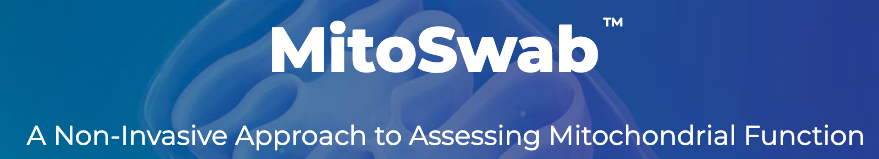 MitoSwab™
A Non-Invasive Approach to Assessing Mitochondrial Function